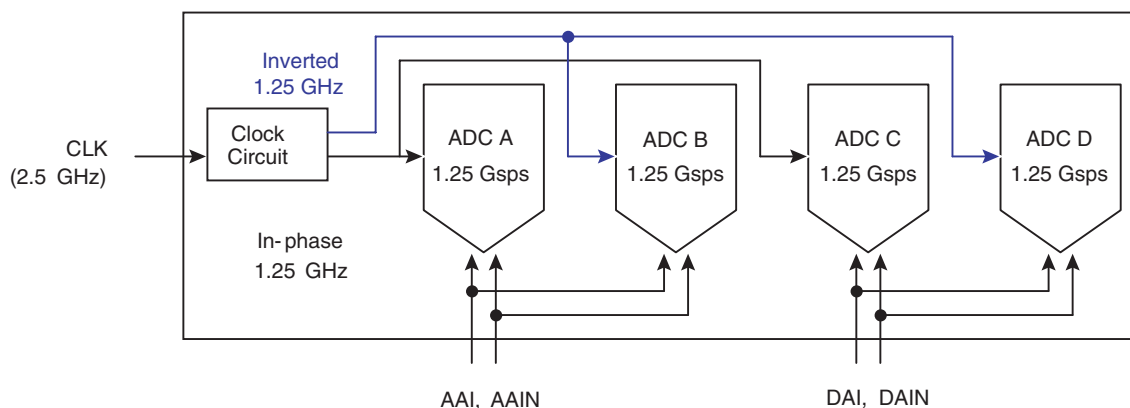 Inverted
1.25 GHz
CLK
(2.5 GHz)
Clock
Circuit
ADC A
1.25 Gsps
ADC B
1.25 Gsps
ADC C
1.25 Gsps
ADC D
1.25 Gsps
In-phase
1.25 GHz
AAI, AAIN
DAI, DAIN